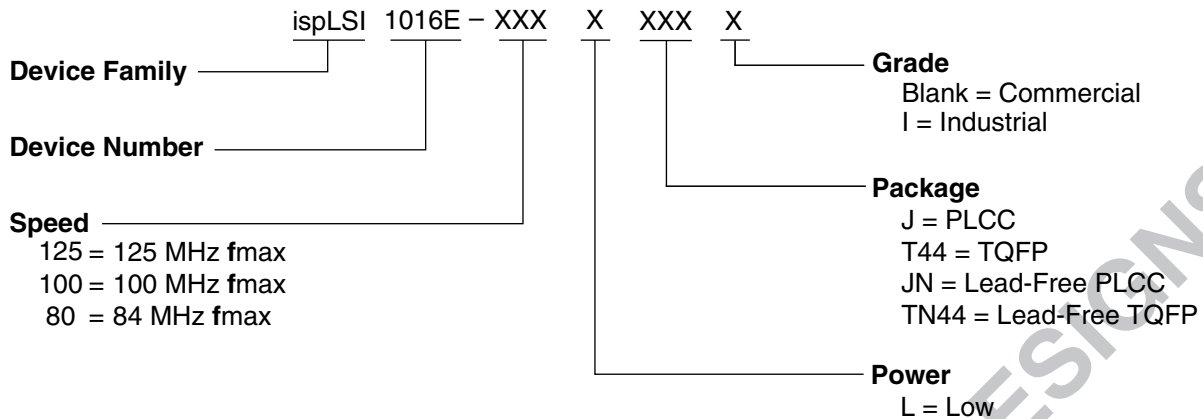 ispLSI 1016E – XXX X XXX X
Device Family
Device Number
Speed
125 = 125 MHz fmax
100 = 100 MHz fmax
80 = 84 MHz fmax
Grade
Blank = Commercial
I = Industrial
Package
J = PLCC
T44 = TQFP
JN = Lead-Free PLCC
TN44 = Lead-Free TQFP
Power
L = Low
ESIGNS